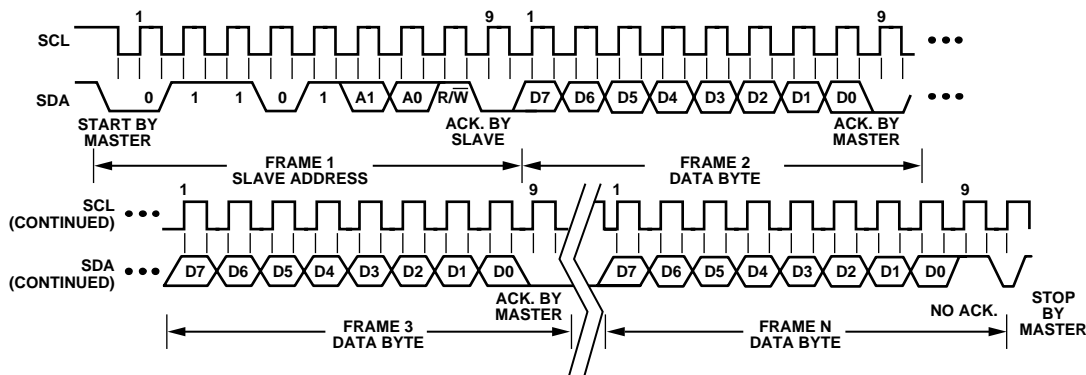 1 9 1 9
SCL
SDA 0 1 1 0 1 A1 A0 R/W̅ D7 D6 D5 D4 D3 D2 D1 D0
START BY MASTER
ACK. BY SLAVE
ACK. BY MASTER
FRAME 1
SLAVE ADDRESS
FRAME 2
DATA BYTE
1 9 1 9
SCL
(CONTINUED)
SDA
(CONTINUED)
D7 D6 D5 D4 D3 D2 D1 D0 D7 D6 D5 D4 D3 D2 D1 D0
ACK. BY
MASTER
NO ACK.
STOP
BY
MASTER
FRAME 3
DATA BYTE
FRAME N
DATA BYTE